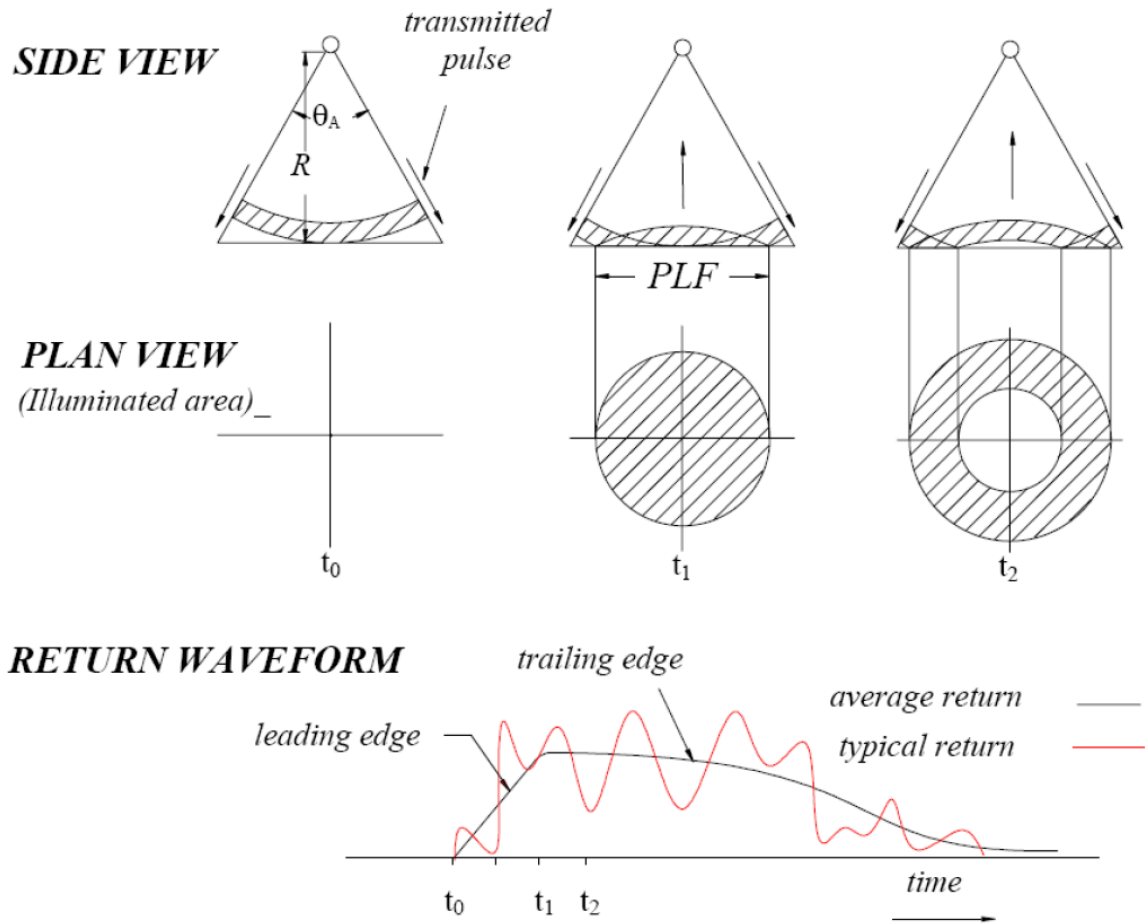 SIDE VIEW
transmitted
pulse
θA
R
PLF
PLAN VIEW
(Illuminated area)_
t0
t1
t2
RETURN WAVEFORM
trailing edge
leading edge
average return
typical return
t0
t1
t2
time